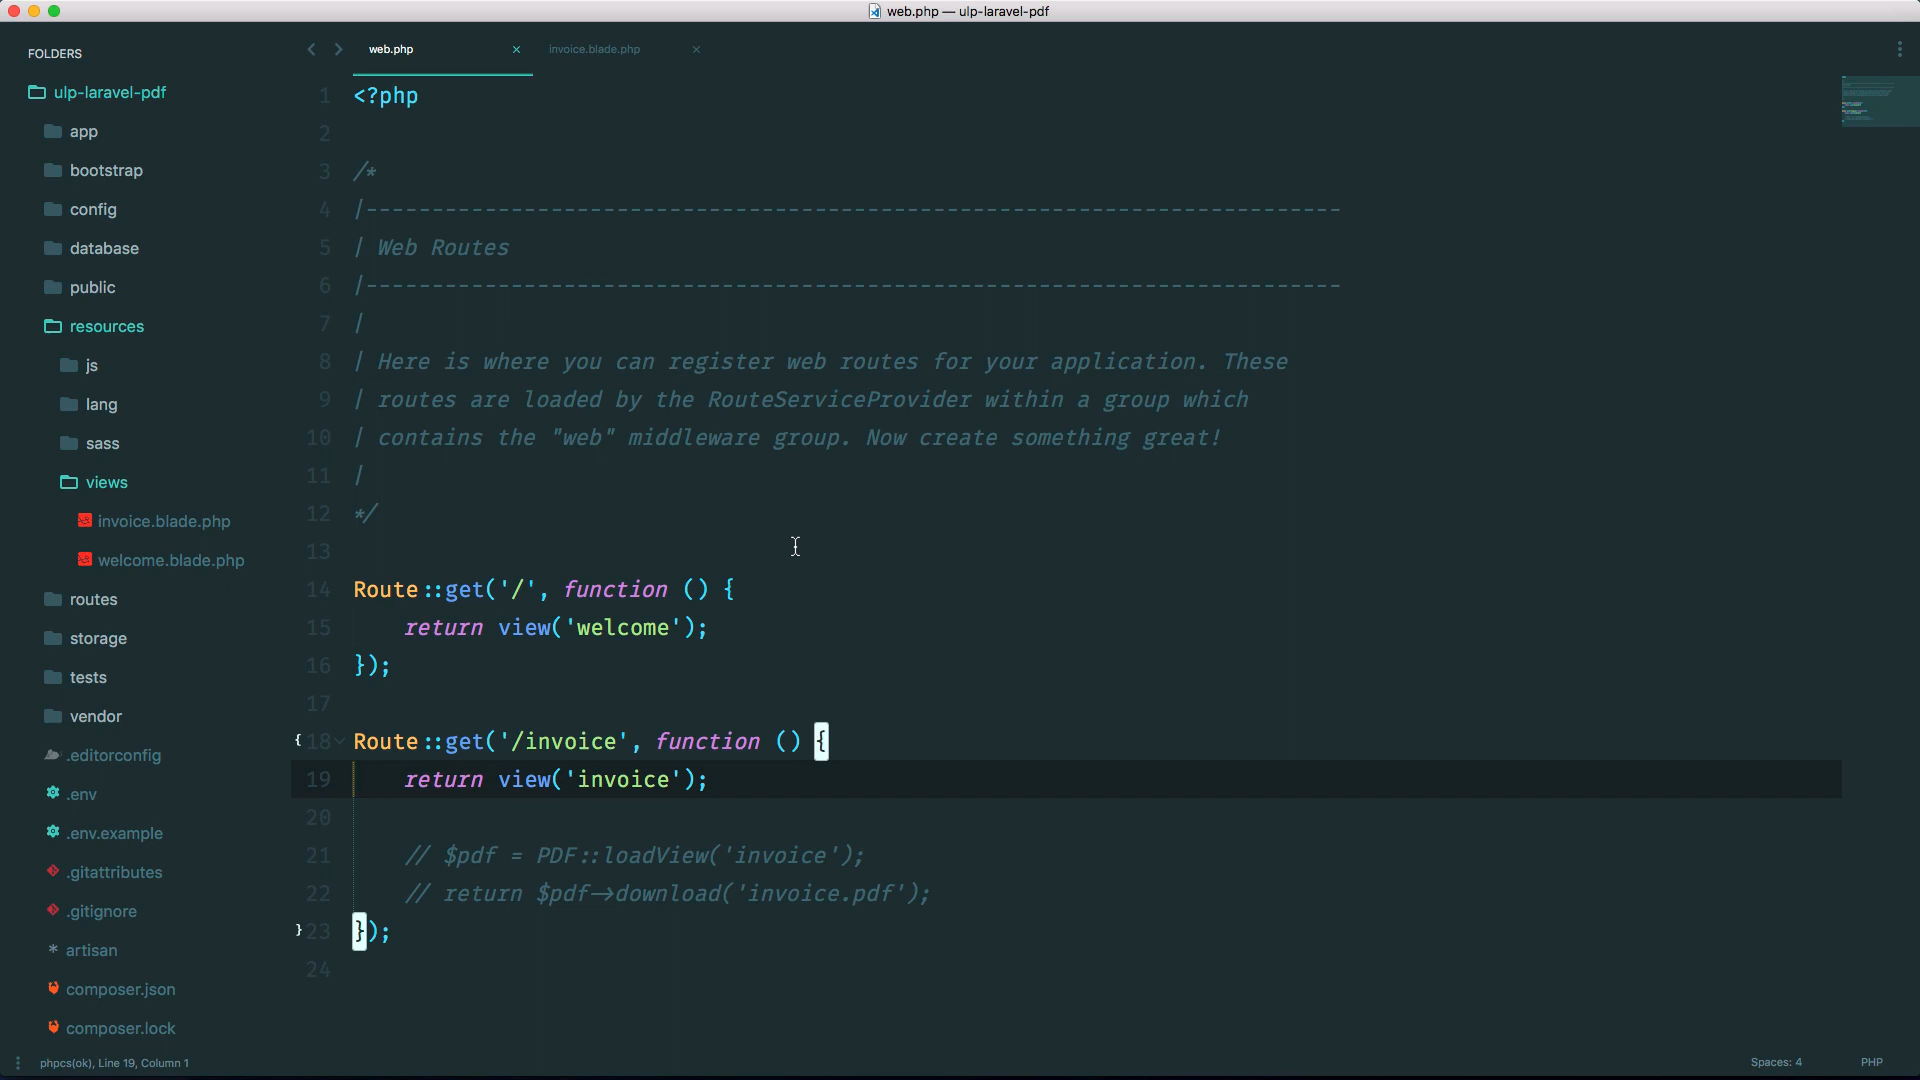 web.php — ulp-laravel-pdf
FOLDERS
ulp-laravel-pdf
app
bootstrap
config
database
public
resources
js
lang
sass
views
invoice.blade.php
welcome.blade.php
routes
storage
tests
vendor
.editorconfig
.env
.env.example
.gitattributes
.gitignore
artisan
composer.json
composer.lock
web.php
invoice.blade.php
1 <?php
2
3 /*
4 |--------------------------------------------------------------------------
5 | Web Routes
6 |--------------------------------------------------------------------------
7 |
8 | Here is where you can register web routes for your application. These
9 | routes are loaded by the RouteServiceProvider within a group which
10 | contains the "web" middleware group. Now create something great!
11 |
12 */
13
14 Route::get('/', function () {
15     return view('welcome');
16 });
17
18 Route::get('/invoice', function () {
19     return view('invoice');
20
21     // $pdf = PDF::loadView('invoice');
22     // return $pdf->download('invoice.pdf');
23 });
24
phpcs(ok), Line 19, Column 1
Spaces: 4
PHP